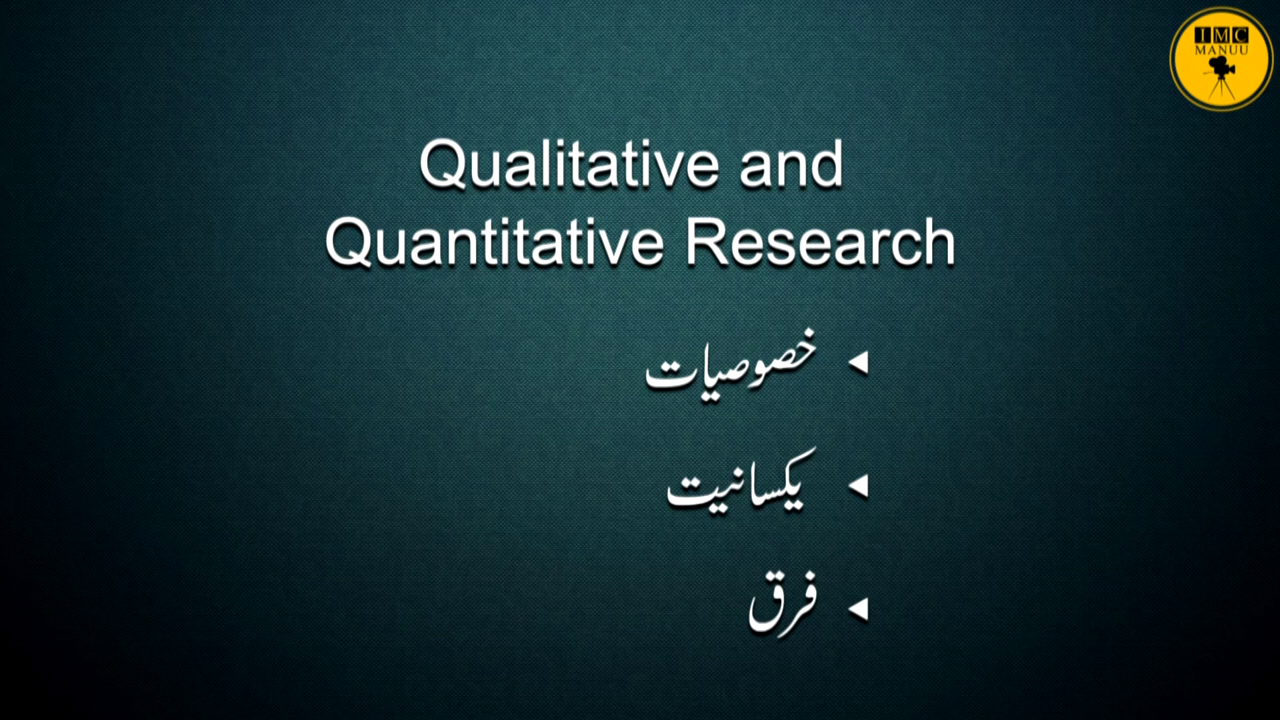 IMC
MANUU
Qualitative and
Quantitative Research
خصوصیات
یکسانیت
فرق